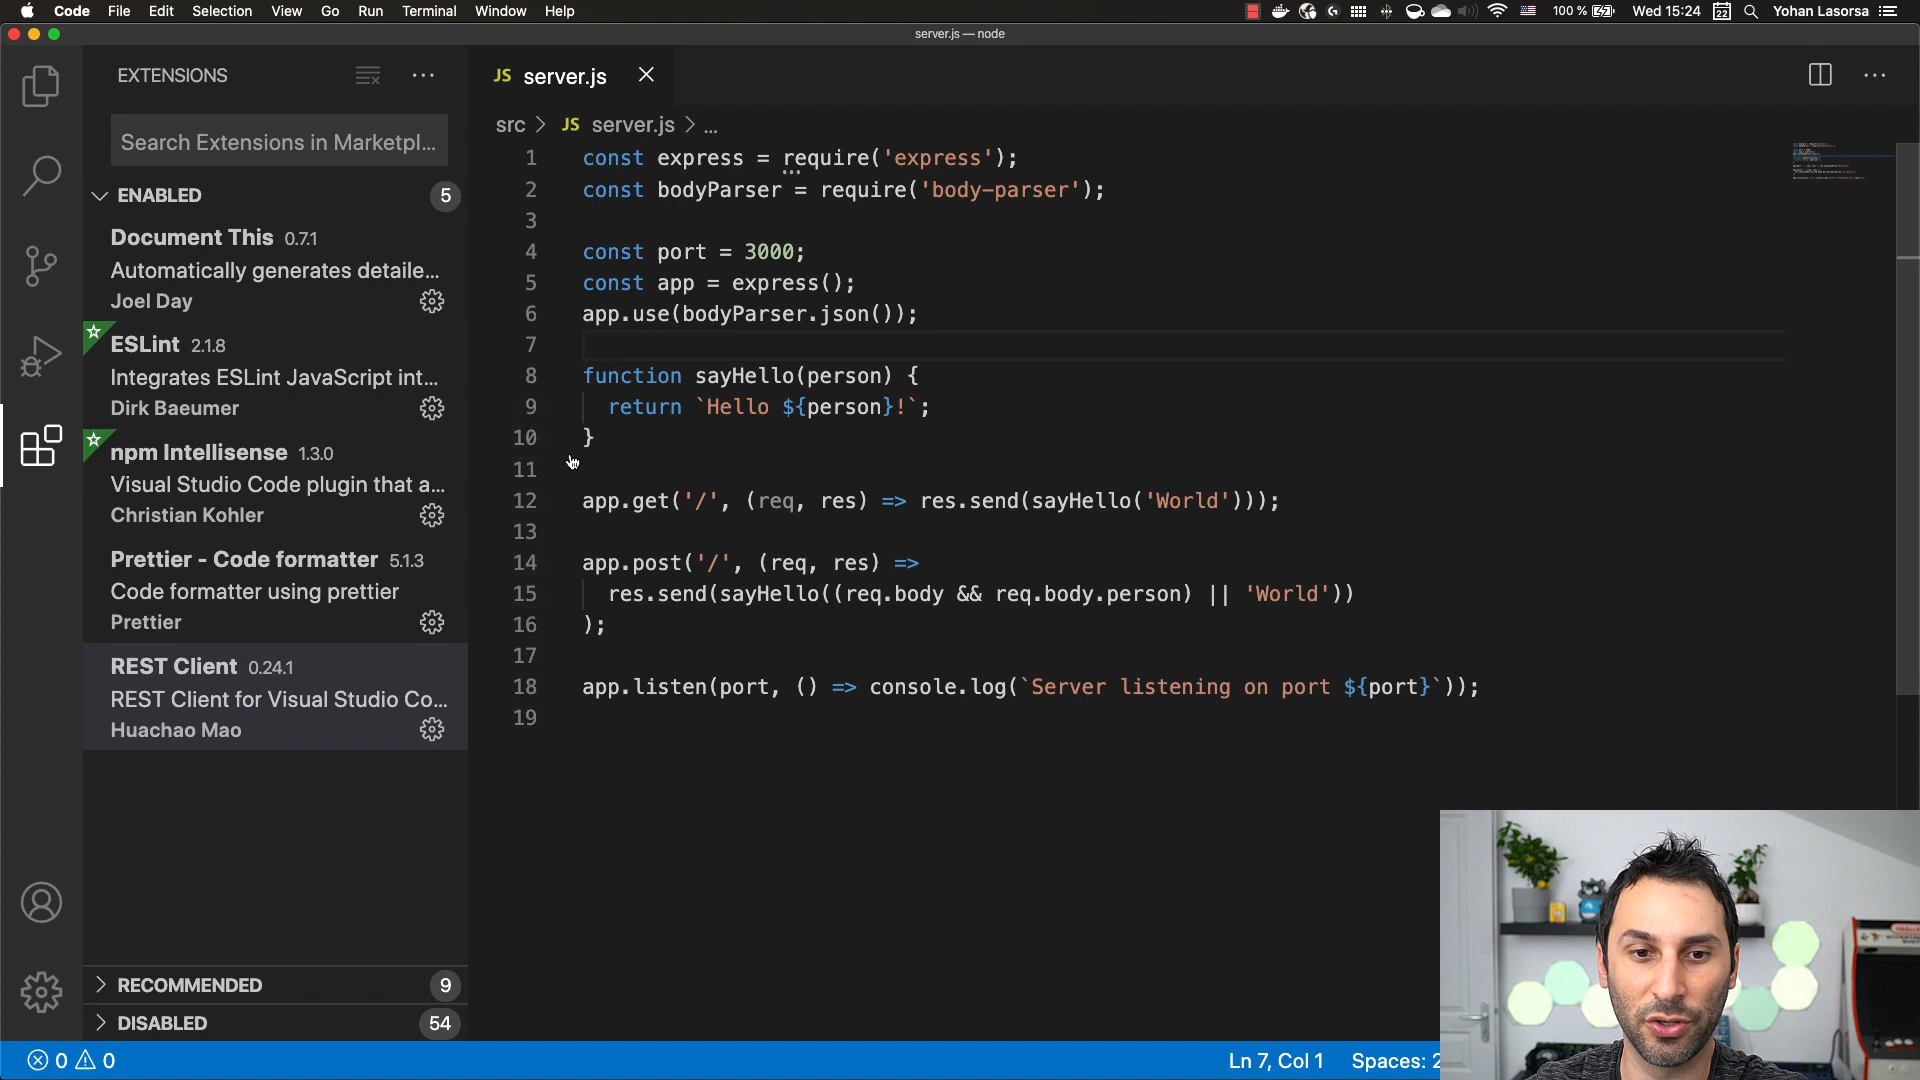 Code File Edit Selection View Go Run Terminal Window Help 100 % Wed 15:24 22 Yohan Lasorsa
server.js — node
EXTENSIONS
Search Extensions in Marketpl...
ENABLED 5
Document This 0.7.1
Automatically generates detaile...
Joel Day
ESLint 2.1.8
Integrates ESLint JavaScript int...
Dirk Baeumer
npm Intellisense 1.3.0
Visual Studio Code plugin that a...
Christian Kohler
Prettier - Code formatter 5.1.3
Code formatter using prettier
Prettier
REST Client 0.24.1
REST Client for Visual Studio Co...
Huachao Mao
RECOMMENDED 9
DISABLED 54
JS server.js
src > JS server.js > ...
1 const express = require('express');
2 const bodyParser = require('body-parser');
3
4 const port = 3000;
5 const app = express();
6 app.use(bodyParser.json());
7
8 function sayHello(person) {
9 return `Hello ${person}!`;
10 }
11
12 app.get('/', (req, res) => res.send(sayHello('World')));
13
14 app.post('/', (req, res) =>
15 res.send(sayHello((req.body && req.body.person) || 'World'))
16 );
17
18 app.listen(port, () => console.log(`Server listening on port ${port}`));
19
0 0 Ln 7, Col 1 Spaces: 2